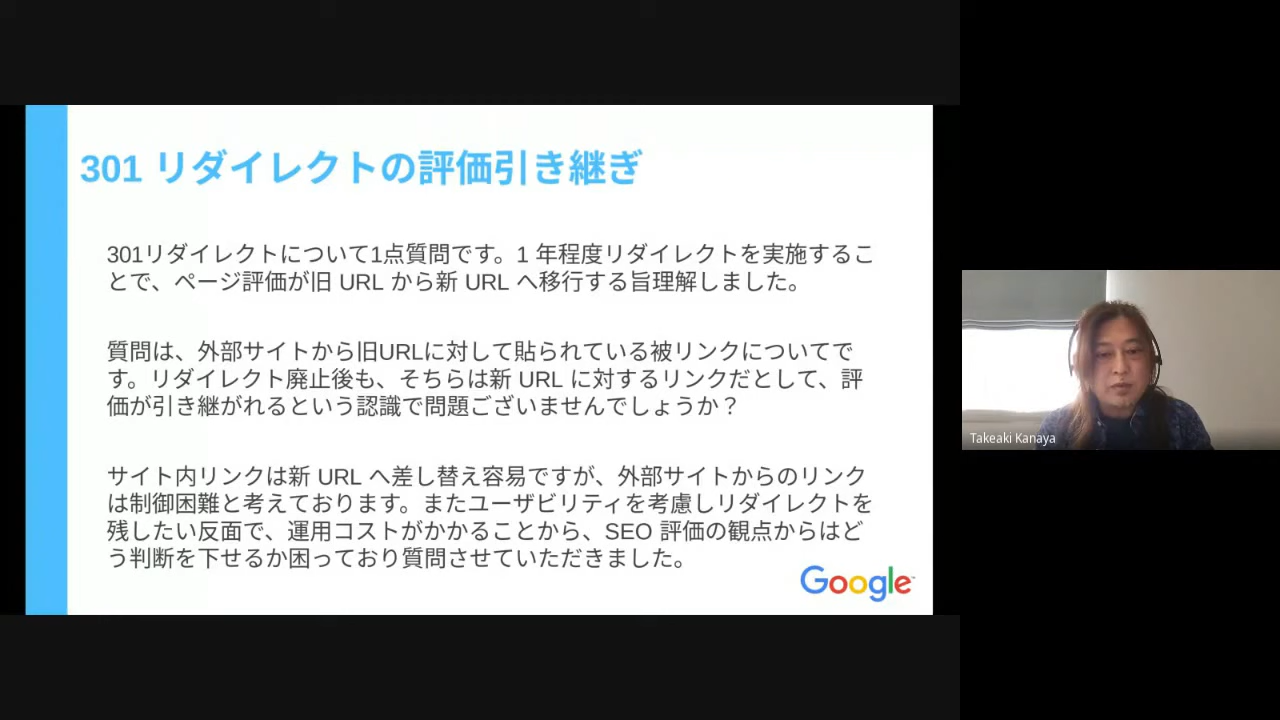 301 リダイレクトの評価引き継ぎ
301リダイレクトについて1点質問です。1 年程度リダイレクトを実施するこ
とで、ページ評価が旧 URL から新 URL へ移行する旨理解しました。
質問は、外部サイトから旧URLに対して貼られている被リンクについてで
す。リダイレクト廃止後も、そちらは新 URL に対するリンクだとして、評
価が引き継がれるという認識で問題ございませんでしょうか？
サイト内リンクは新 URL へ差し替え容易ですが、外部サイトからのリンク
は制御困難と考えております。またユーザビリティを考慮しリダイレクトを
残したい反面で、運用コストがかかることから、SEO 評価の観点からはど
う判断を下せるか困っており質問させていただきました。
Google
Takeaki Kanaya